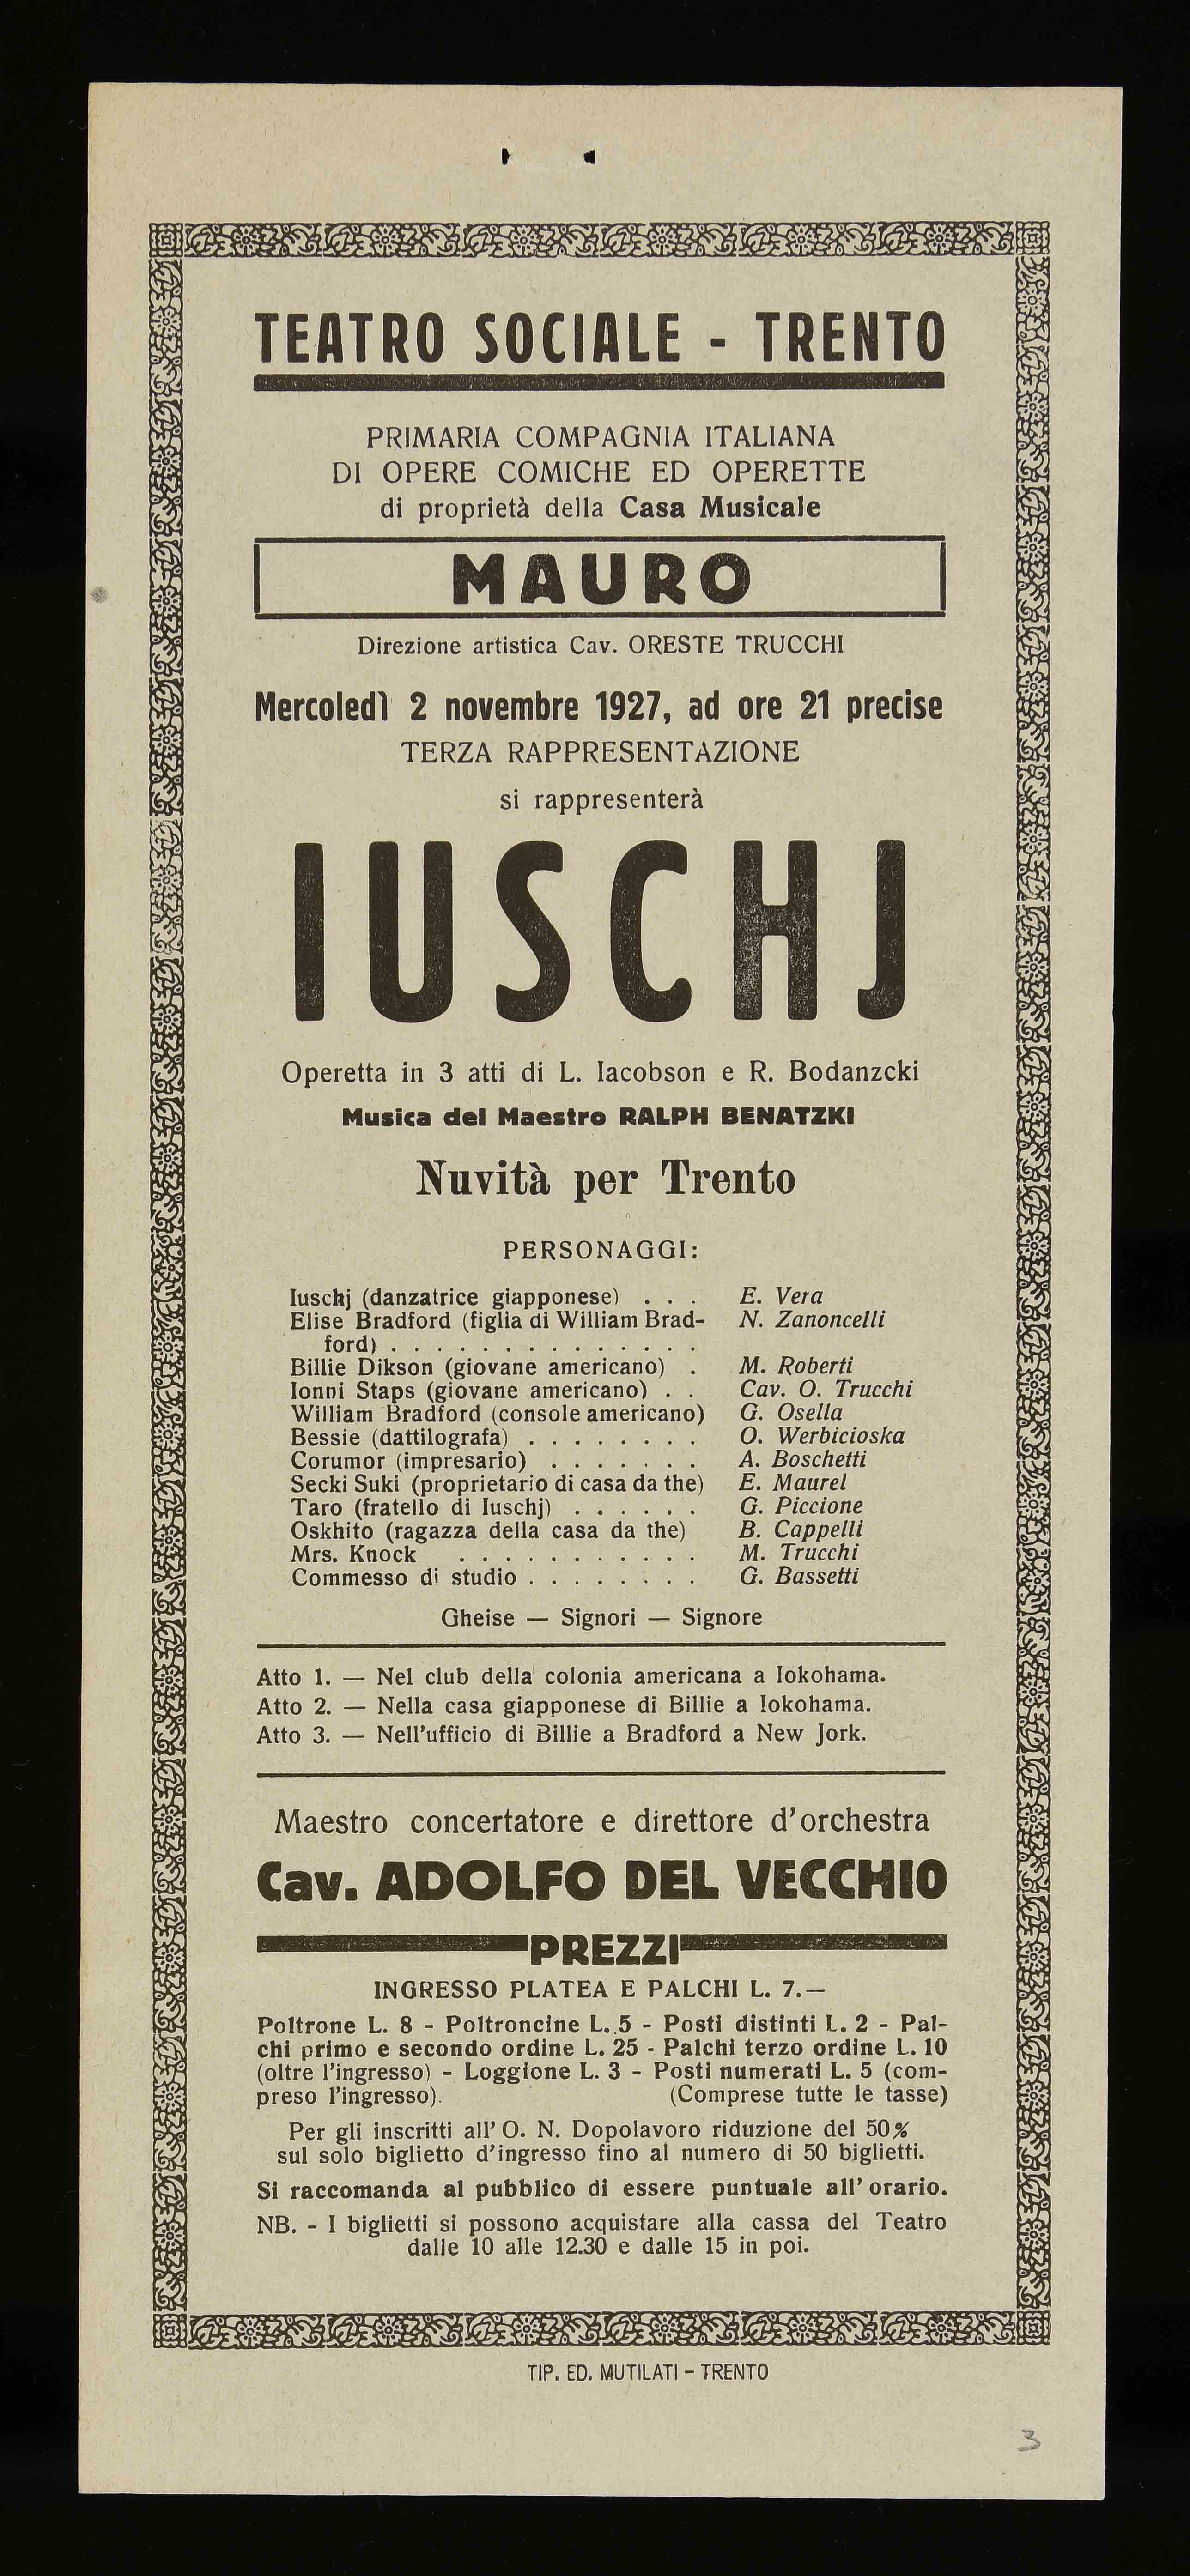 TEATRO SOCIALE - TRENTO
PRIMARIA COMPAGNIA ITALIANA
DI OPERE COMICHE ED OPERETTE
di proprietà della Casa Musicale
MAURO
Direzione artistica Cav. ORESTE TRUCCHI
Mercoledì 2 novembre 1927, ad ore 21 precise
TERZA RAPPRESENTAZIONE
si rappresenterà
IUSCHJ
Operetta in 3 atti di L. Iacobson e R. Bodanzcki
Musica del Maestro RALPH BENATZKI
Nuvità per Trento
PERSONAGGI:
Iuschj (danzatrice giapponese) . . . E. Vera
Elise Bradford (figlia di William Brad- N. Zanoncelli
ford) . . . . . . . . . . . . . .
Billie Dikson (giovane americano) . M. Roberti
Ionni Staps (giovane americano) . . Cav. O. Trucchi
William Bradford (console americano) G. Osella
Bessie (dattilografa) . . . . . . . . O. Werbicioska
Corumor (impresario) . . . . . . . A. Boschetti
Secki Suki (proprietario di casa da the) E. Maurel
Taro (fratello di Iuschj) . . . . . . G. Piccione
Oskhito (ragazza della casa da the) B. Cappelli
Mrs. Knock . . . . . . . . . . . M. Trucchi
Commesso di studio . . . . . . . . G. Bassetti
Gheise — Signori — Signore
Atto 1. — Nel club della colonia americana a Iokohama.
Atto 2. — Nella casa giapponese di Billie a Iokohama.
Atto 3. — Nell'ufficio di Billie a Bradford a New Jork.
Maestro concertatore e direttore d'orchestra
Cav. ADOLFO DEL VECCHIO
PREZZI
INGRESSO PLATEA E PALCHI L. 7.—
Poltrone L. 8 - Poltroncine L. 5 - Posti distinti L. 2 - Pal-
chi primo e secondo ordine L. 25 - Palchi terzo ordine L. 10
(oltre l'ingresso) - Loggione L. 3 - Posti numerati L. 5 (com-
preso l'ingresso). (Comprese tutte le tasse)
Per gli inscritti all'O. N. Dopolavoro riduzione del 50%
sul solo biglietto d'ingresso fino al numero di 50 biglietti.
Si raccomanda al pubblico di essere puntuale all'orario.
NB. - I biglietti si possono acquistare alla cassa del Teatro
dalle 10 alle 12.30 e dalle 15 in poi.
TIP. ED. MUTILATI - TRENTO
3